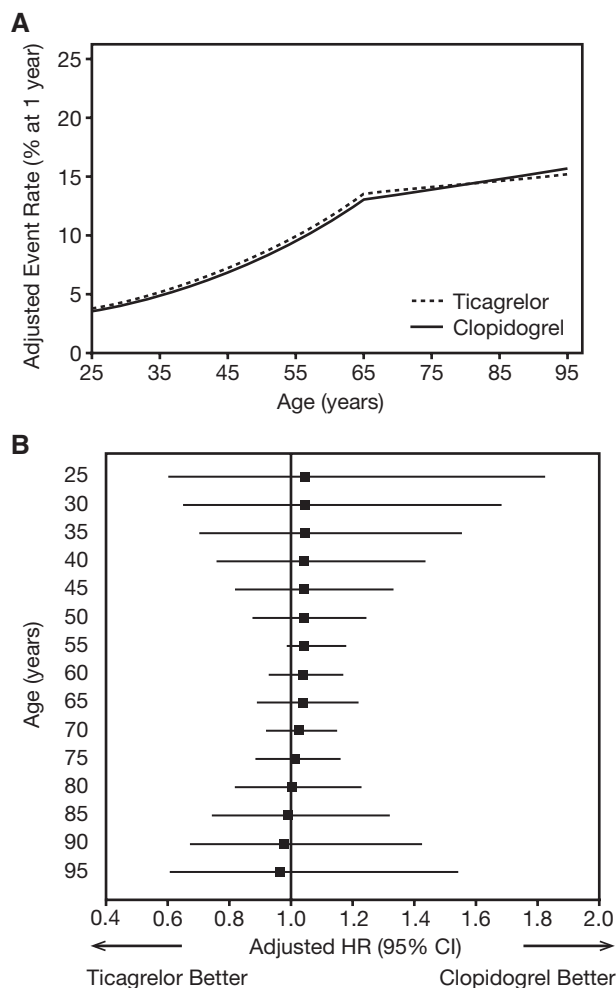 A
Adjusted Event Rate (% at 1 year)
25
20
15
10
5
0
Ticagrelor
Clopidogrel
25 35 45 55 65 75 85 95
Age (years)
B
Age (years)
25
30
35
40
45
50
55
60
65
70
75
80
85
90
95
0.4 0.6 0.8 1.0 1.2 1.4 1.6 1.8 2.0
Adjusted HR (95% CI)
Ticagrelor Better Clopidogrel Better